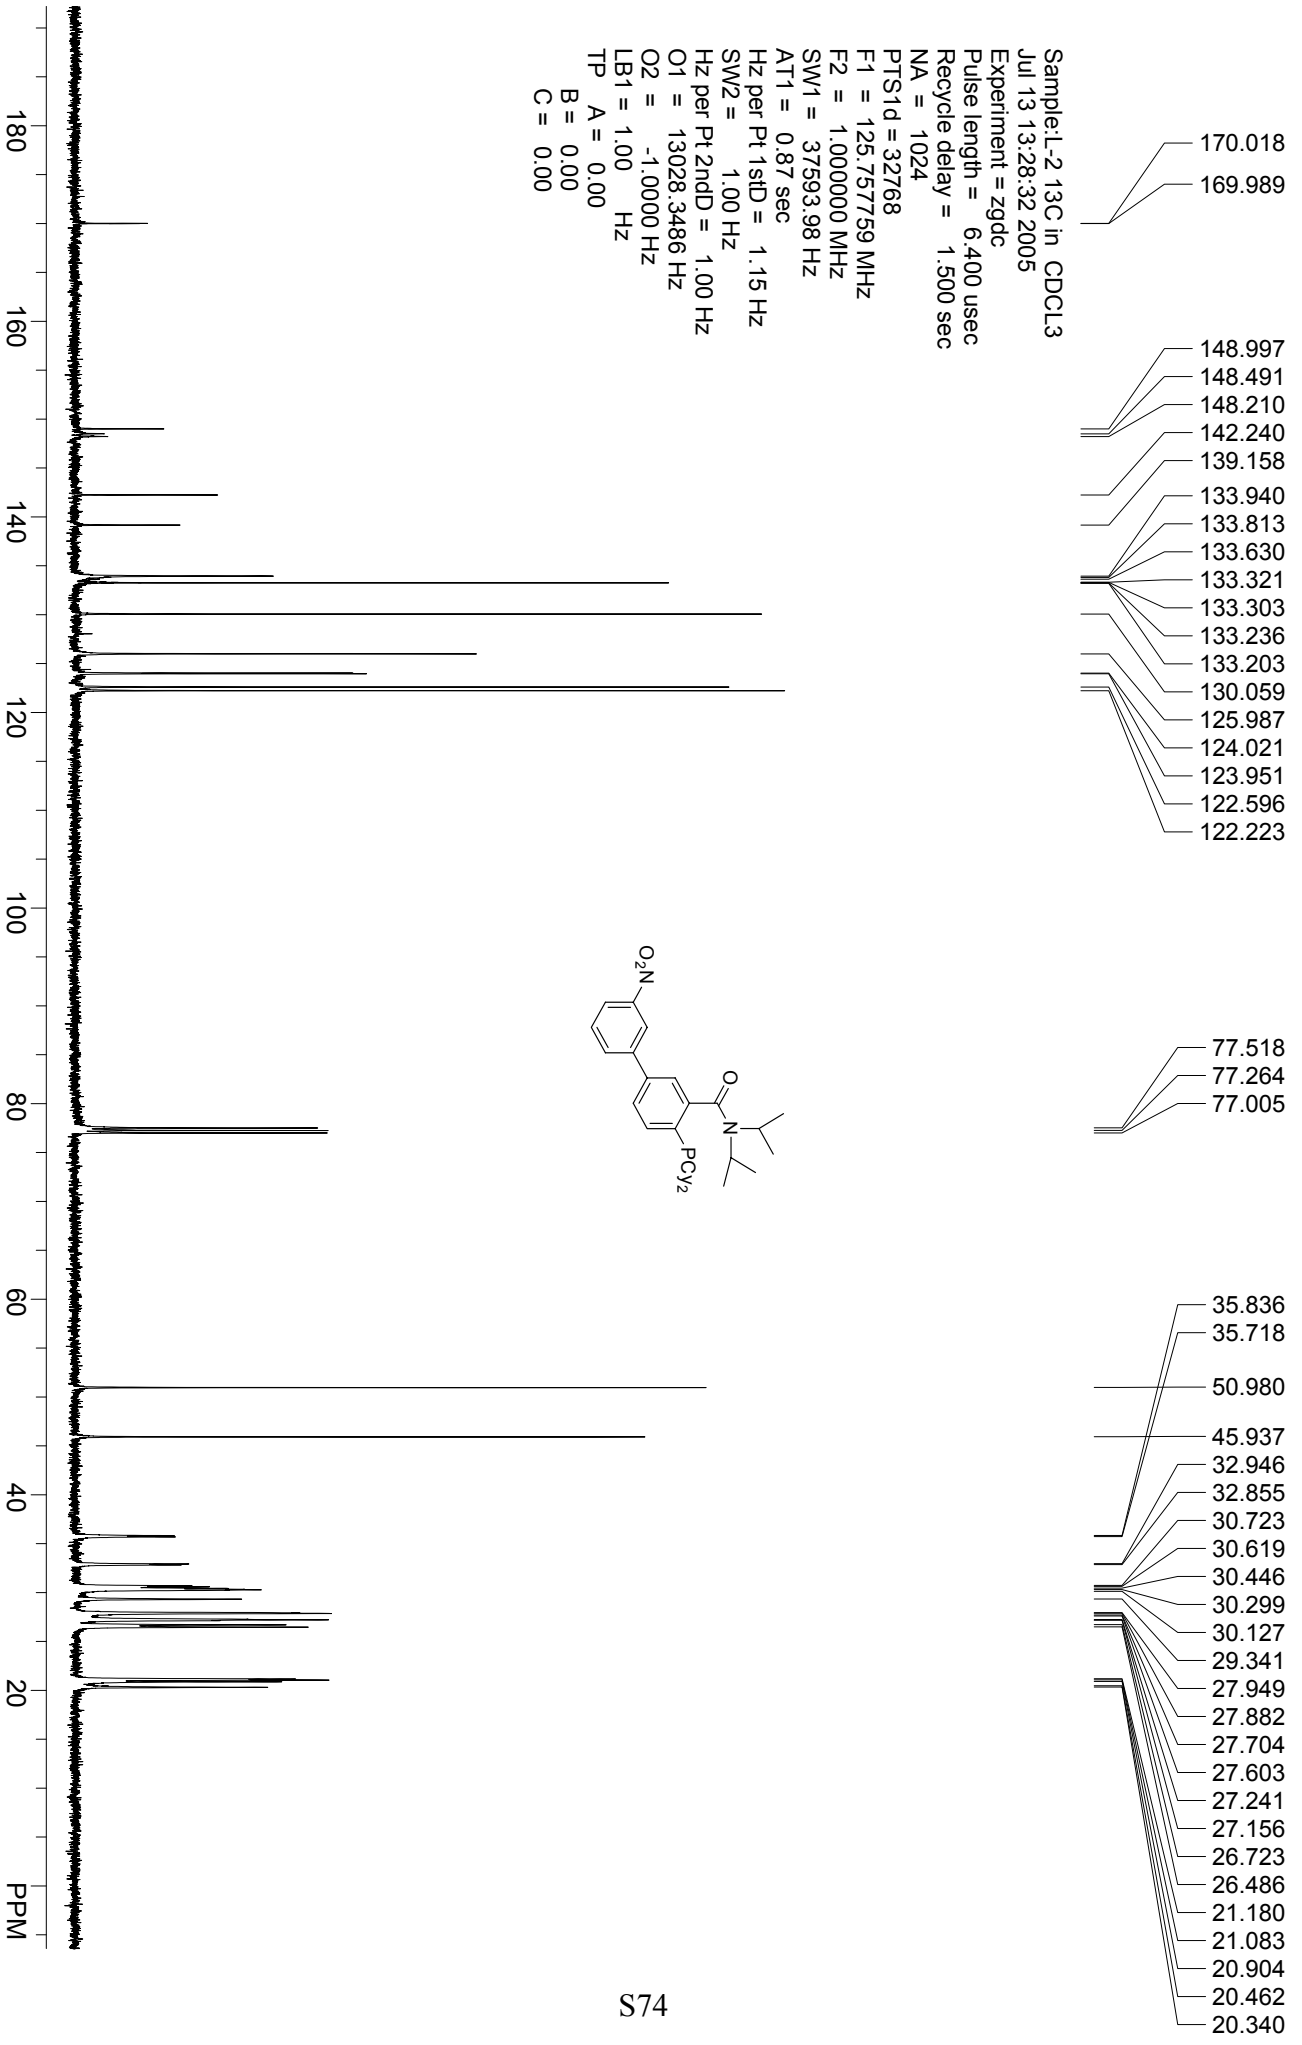 Sample:L-2 13C in CDCL3
Jul 13 13:28:32 2005
Experiment = zgdc
Pulse length = 6.400 usec
Recycle delay = 1.500 sec
NA = 1024
PTS1d = 32768
F1 = 125.757759 MHz
F2 = 1.000000 MHz
SW1 = 37593.98 Hz
AT1 = 0.87 sec
Hz per Pt 1stD = 1.15 Hz
SW2 = 1.00 Hz
Hz per Pt 2ndD = 1.00 Hz
O1 = 13028.3486 Hz
O2 = -1.0000 Hz
LB1 = 1.00 Hz
TP A = 0.00
B = 0.00
C = 0.00
170.018
169.989
148.997
148.491
148.210
142.240
139.158
133.940
133.813
133.630
133.321
133.303
133.236
133.203
130.059
125.987
124.021
123.951
122.596
122.223
77.518
77.264
77.005
35.836
35.718
50.980
45.937
32.946
32.855
30.723
30.619
30.446
30.299
30.127
29.341
27.949
27.882
27.704
27.603
27.241
27.156
26.723
26.486
21.180
21.083
20.904
20.462
20.340
O2N
O
N
PCy2
180 160 140 120 100 80 60 40 20 PPM
S74